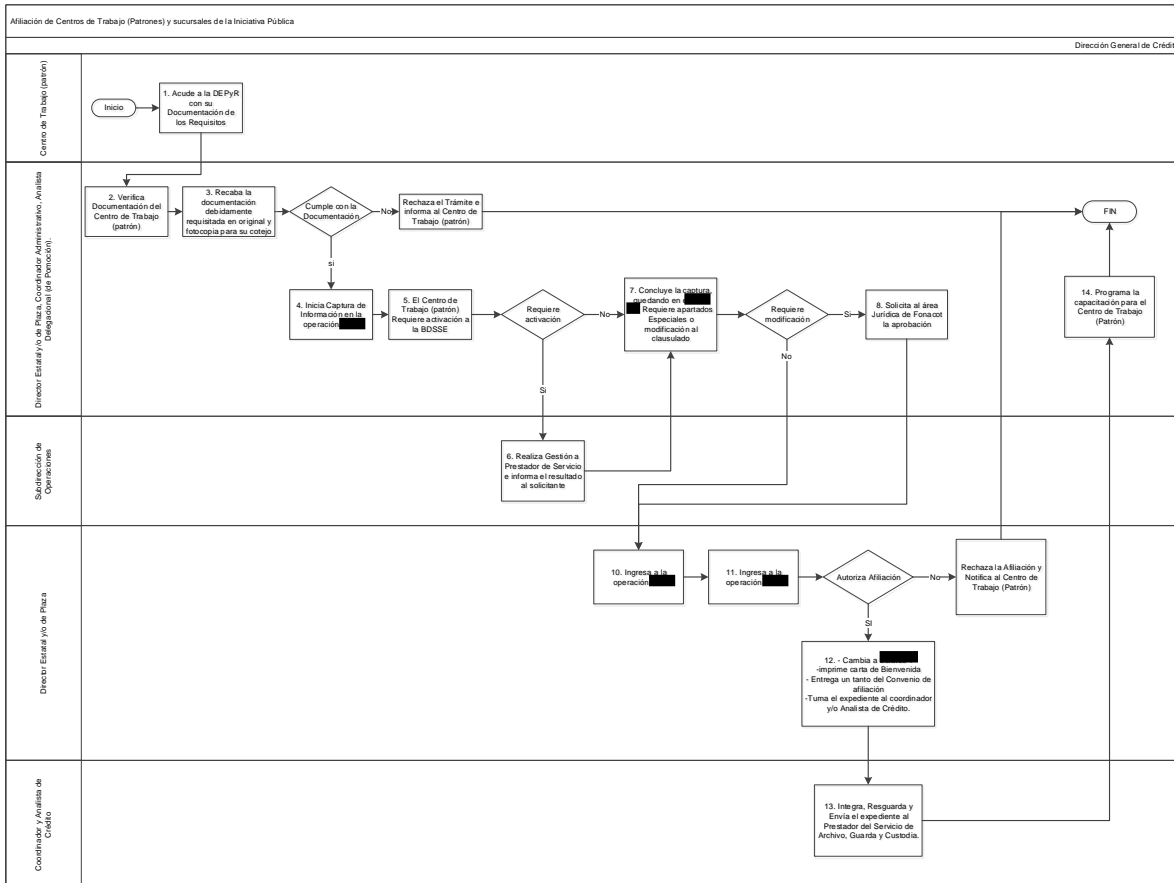 Afiliación de Centros de Trabajo (Patrones) y sucursales de la Iniciativa Pública
Dirección General de Crédit
Centro de Trabajo (patrón)
Inicio
1. Acude a la DEPyR
con su
Documentación de
los Requisitos
Director Estatal y/o de Plaza, Coordinador Administrativo, Analista
Delegadional (de Pomoción).
2. Verifica
Documentación del
Centro de Trabajo
(patrón)
3. Recaba la
documentación
debidamente
requisitada en original y
fotocopia para su cotejo
Cumple con la
Documentación
No
Rechaza el Trámite e
informa al Centro de
Trabajo (patrón)
FIN
si
4. Inicia Captura de
Información en la
operación
5. El Centro de
Trabajo (patrón)
Requiere activación a
la BDSSE
Requiere
activación
No
7. Concluye la captura,
quedando en
Requiere apartados
Especiales o
modificación al
clausulado
Requiere
modificación
Si
8. Solicita al área
Jurídica de Fonacot
la aprobación
14. Programa la
capacitación para el
Centro de Trabajo
(Patrón)
Si
No
Subdirección de
Operaciones
6. Realiza Gestión a
Prestador de Servicio
e informa el resultado
al solicitante
Director Estatal y/o de Plaza
10. Ingresa a la
operación
11. Ingresa a la
operación
Autoriza Afiliación
No
Rechaza la Afiliación y
Notifica al Centro de
Trabajo (Patrón)
SI
12. - Cambia a
-imprime carta de Bienvenida
- Entrega un tanto del Convenio de
afiliación
-Turna el expediente al coordinador
y/o Analista de Crédito.
Coordinador y Analista de
Crédito
13. Integra, Resguarda y
Envía el expediente al
Prestador del Servicio de
Archivo, Guarda y Custodia.